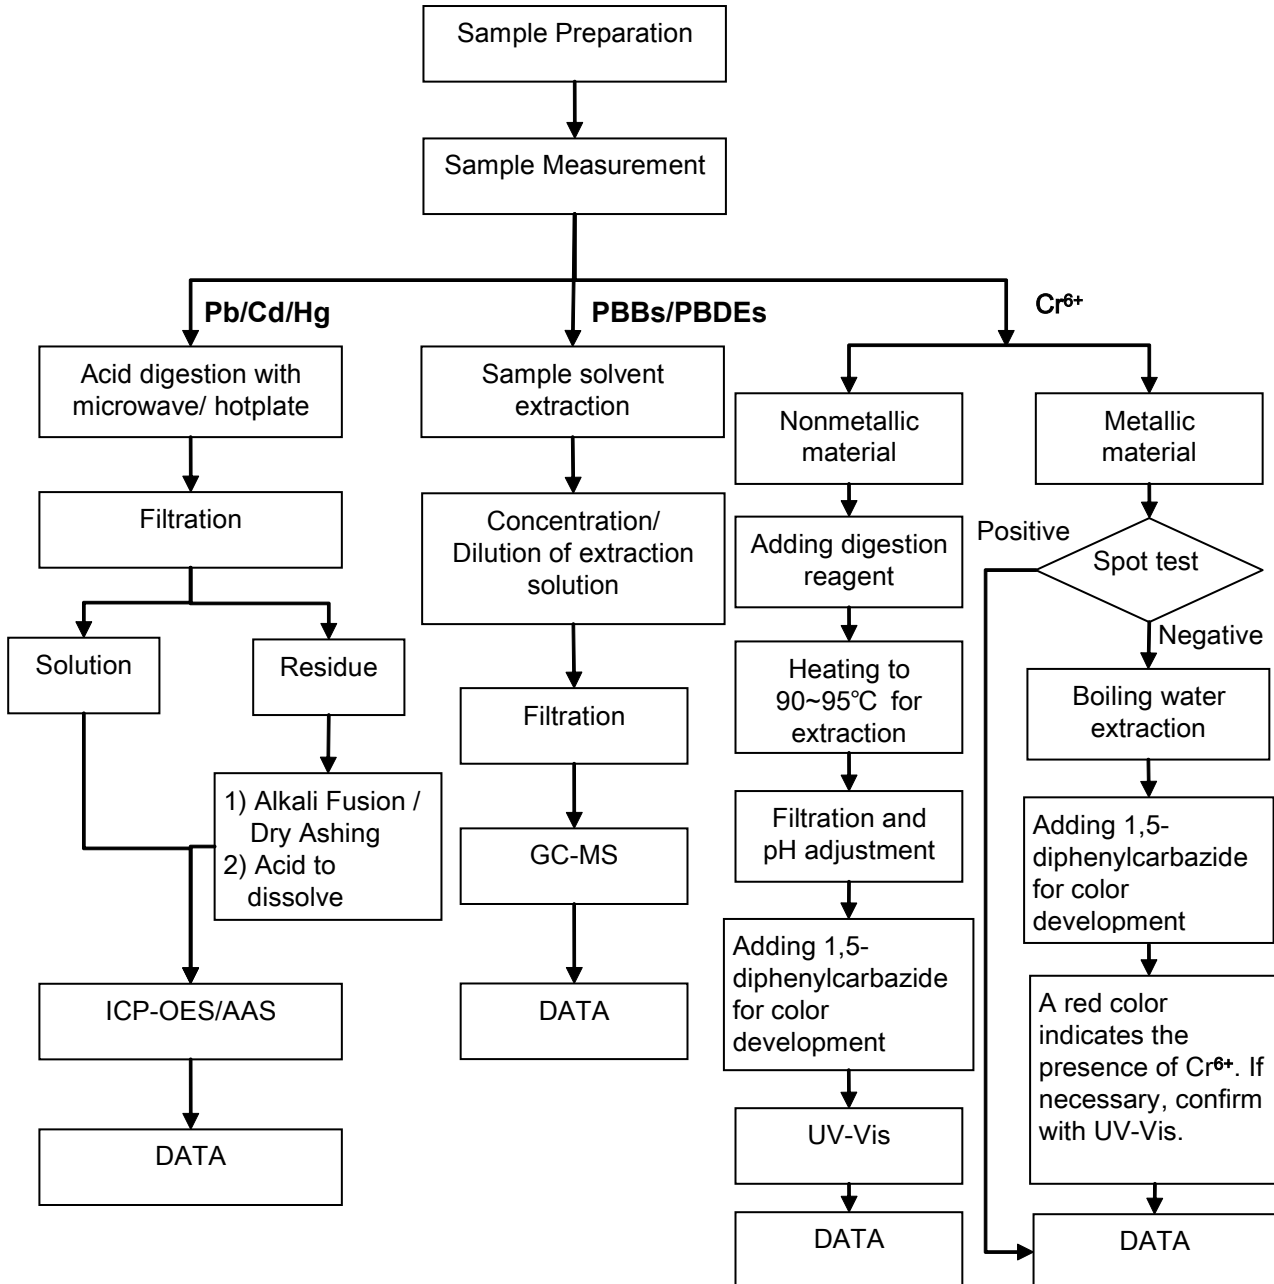 Sample Preparation
Sample Measurement
Pb/Cd/Hg
PBBs/PBDEs
Cr⁶⁺
Acid digestion with
microwave/ hotplate
Filtration
Solution
Residue
1) Alkali Fusion /
Dry Ashing
2) Acid to
dissolve
ICP-OES/AAS
DATA
Sample solvent
extraction
Concentration/
Dilution of extraction
solution
Filtration
GC-MS
DATA
Nonmetallic
material
Adding digestion
reagent
Heating to
90~95℃ for
extraction
Filtration and
pH adjustment
Adding 1,5-
diphenylcarbazide
for color
development
UV-Vis
DATA
Metallic
material
Positive
Spot test
Negative
Boiling water
extraction
Adding 1,5-
diphenylcarbazide
for color
development
A red color
indicates the
presence of Cr⁶⁺. If
necessary, confirm
with UV-Vis.
DATA